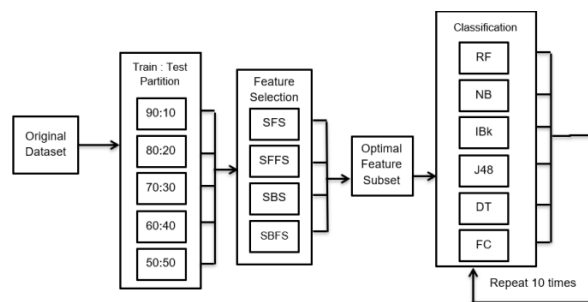 Original
Dataset
Train : Test
Partition
90:10
80:20
70:30
60:40
50:50
Feature
Selection
SFS
SFFS
SBS
SBFS
Optimal
Feature
Subset
Classification
RF
NB
IBk
J48
DT
FC
Repeat 10 times